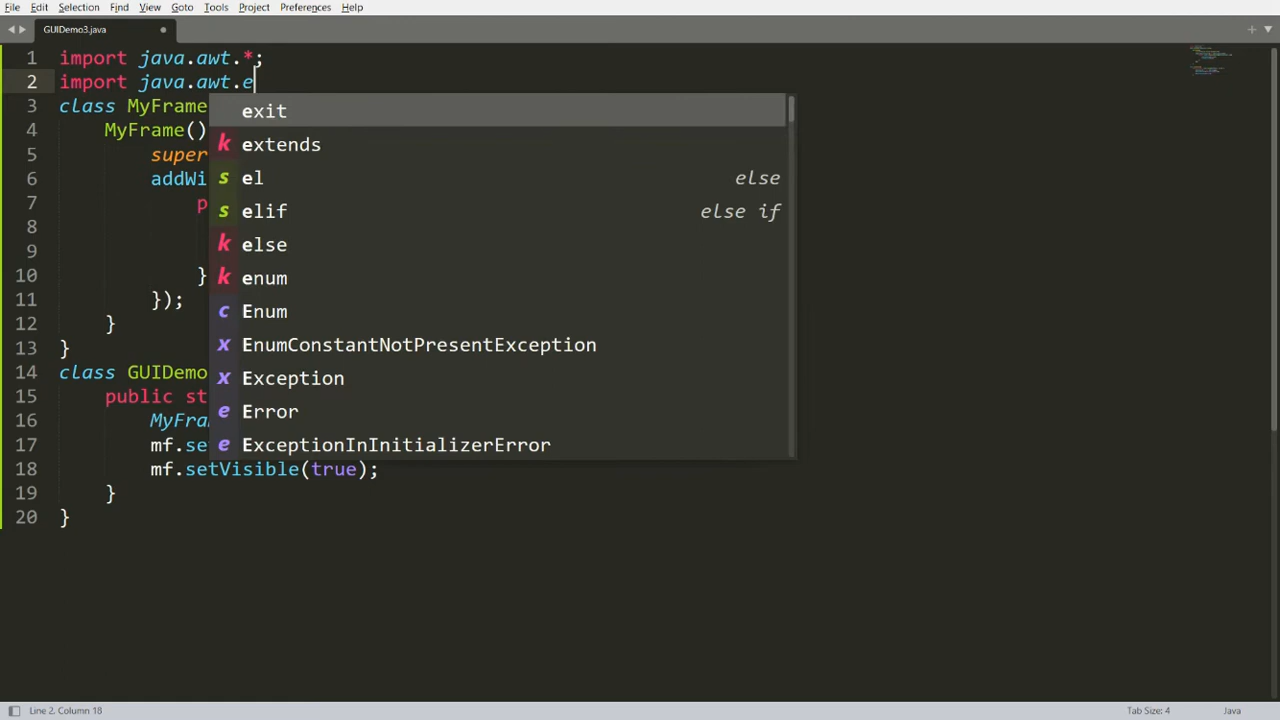 File Edit Selection Find View Goto Tools Project Preferences Help
GUIDemo3.java
1 import java.awt.*;
2 import java.awt.e
3 class MyFrame
4 MyFrame()
5 super
6 addWi
7 p
8
9
10 }
11 });
12 }
13 }
14 class GUIDemo
15 public st
16 MyFra
17 mf.se
18 mf.setVisible(true);
19 }
20 }
exit
k extends
s el else
s elif else if
k else
k enum
c Enum
x EnumConstantNotPresentException
x Exception
e Error
e ExceptionInInitializerError
Line 2, Column 18 Tab Size: 4 Java